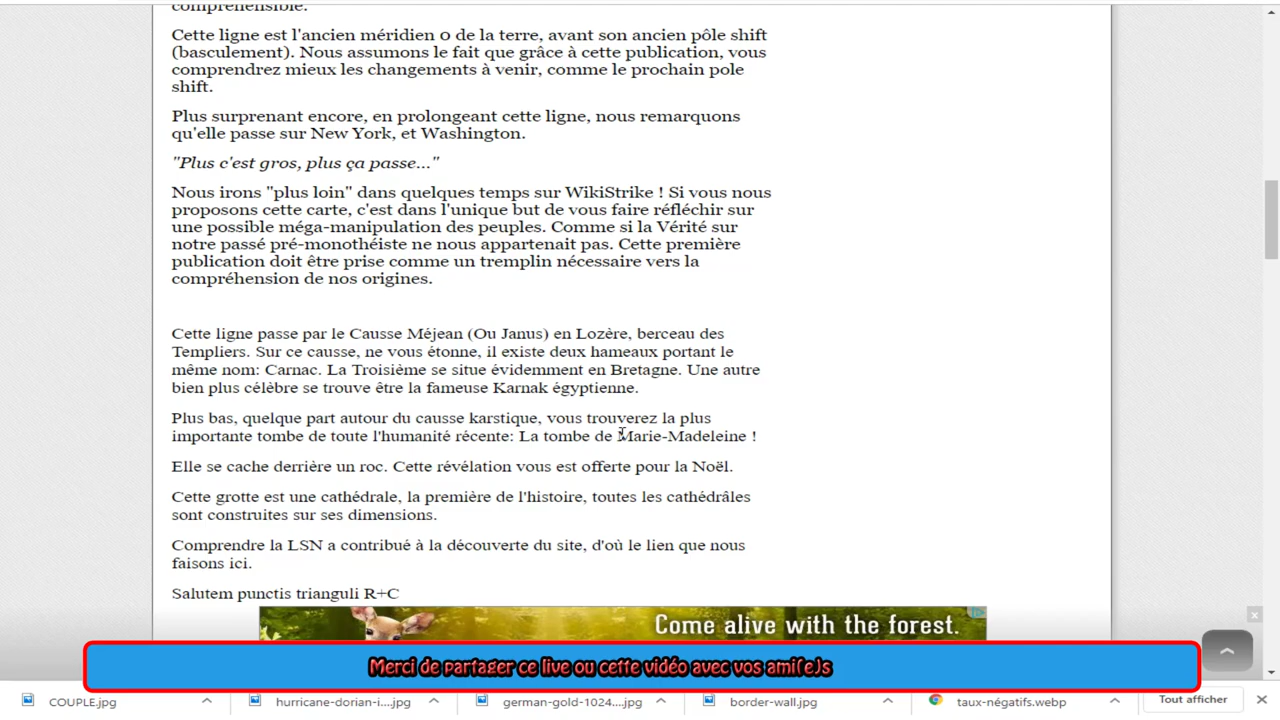 compréhensible.
Cette ligne est l'ancien méridien 0 de la terre, avant son ancien pôle shift
(basculement). Nous assumons le fait que grâce à cette publication, vous
comprendrez mieux les changements à venir, comme le prochain pole
shift.
Plus surprenant encore, en prolongeant cette ligne, nous remarquons
qu'elle passe sur New York, et Washington.
"Plus c'est gros, plus ça passe..."
Nous irons "plus loin" dans quelques temps sur WikiStrike ! Si vous nous
proposons cette carte, c'est dans l'unique but de vous faire réfléchir sur
une possible méga-manipulation des peuples. Comme si la Vérité sur
notre passé pré-monothéiste ne nous appartenait pas. Cette première
publication doit être prise comme un tremplin nécessaire vers la
compréhension de nos origines.
Cette ligne passe par le Causse Méjean (Ou Janus) en Lozère, berceau des
Templiers. Sur ce causse, ne vous étonne, il existe deux hameaux portant le
même nom: Carnac. La Troisième se situe évidemment en Bretagne. Une autre
bien plus célèbre se trouve être la fameuse Karnak égyptienne.
Plus bas, quelque part autour du causse karstique, vous trouverez la plus
importante tombe de toute l'humanité récente: La tombe de Marie-Madeleine !
Elle se cache derrière un roc. Cette révélation vous est offerte pour la Noël.
Cette grotte est une cathédrale, la première de l'histoire, toutes les cathédrâles
sont construites sur ses dimensions.
Comprendre la LSN a contribué à la découverte du site, d'où le lien que nous
faisons ici.
Salutem punctis trianguli R+C
Come alive with the forest.
Merci de partager ce live ou cette vidéo avec vos ami(e)s
COUPLE.jpg
hurricane-dorian-i....jpg
german-gold-1024....jpg
border-wall.jpg
taux-négatifs.webp
Tout afficher